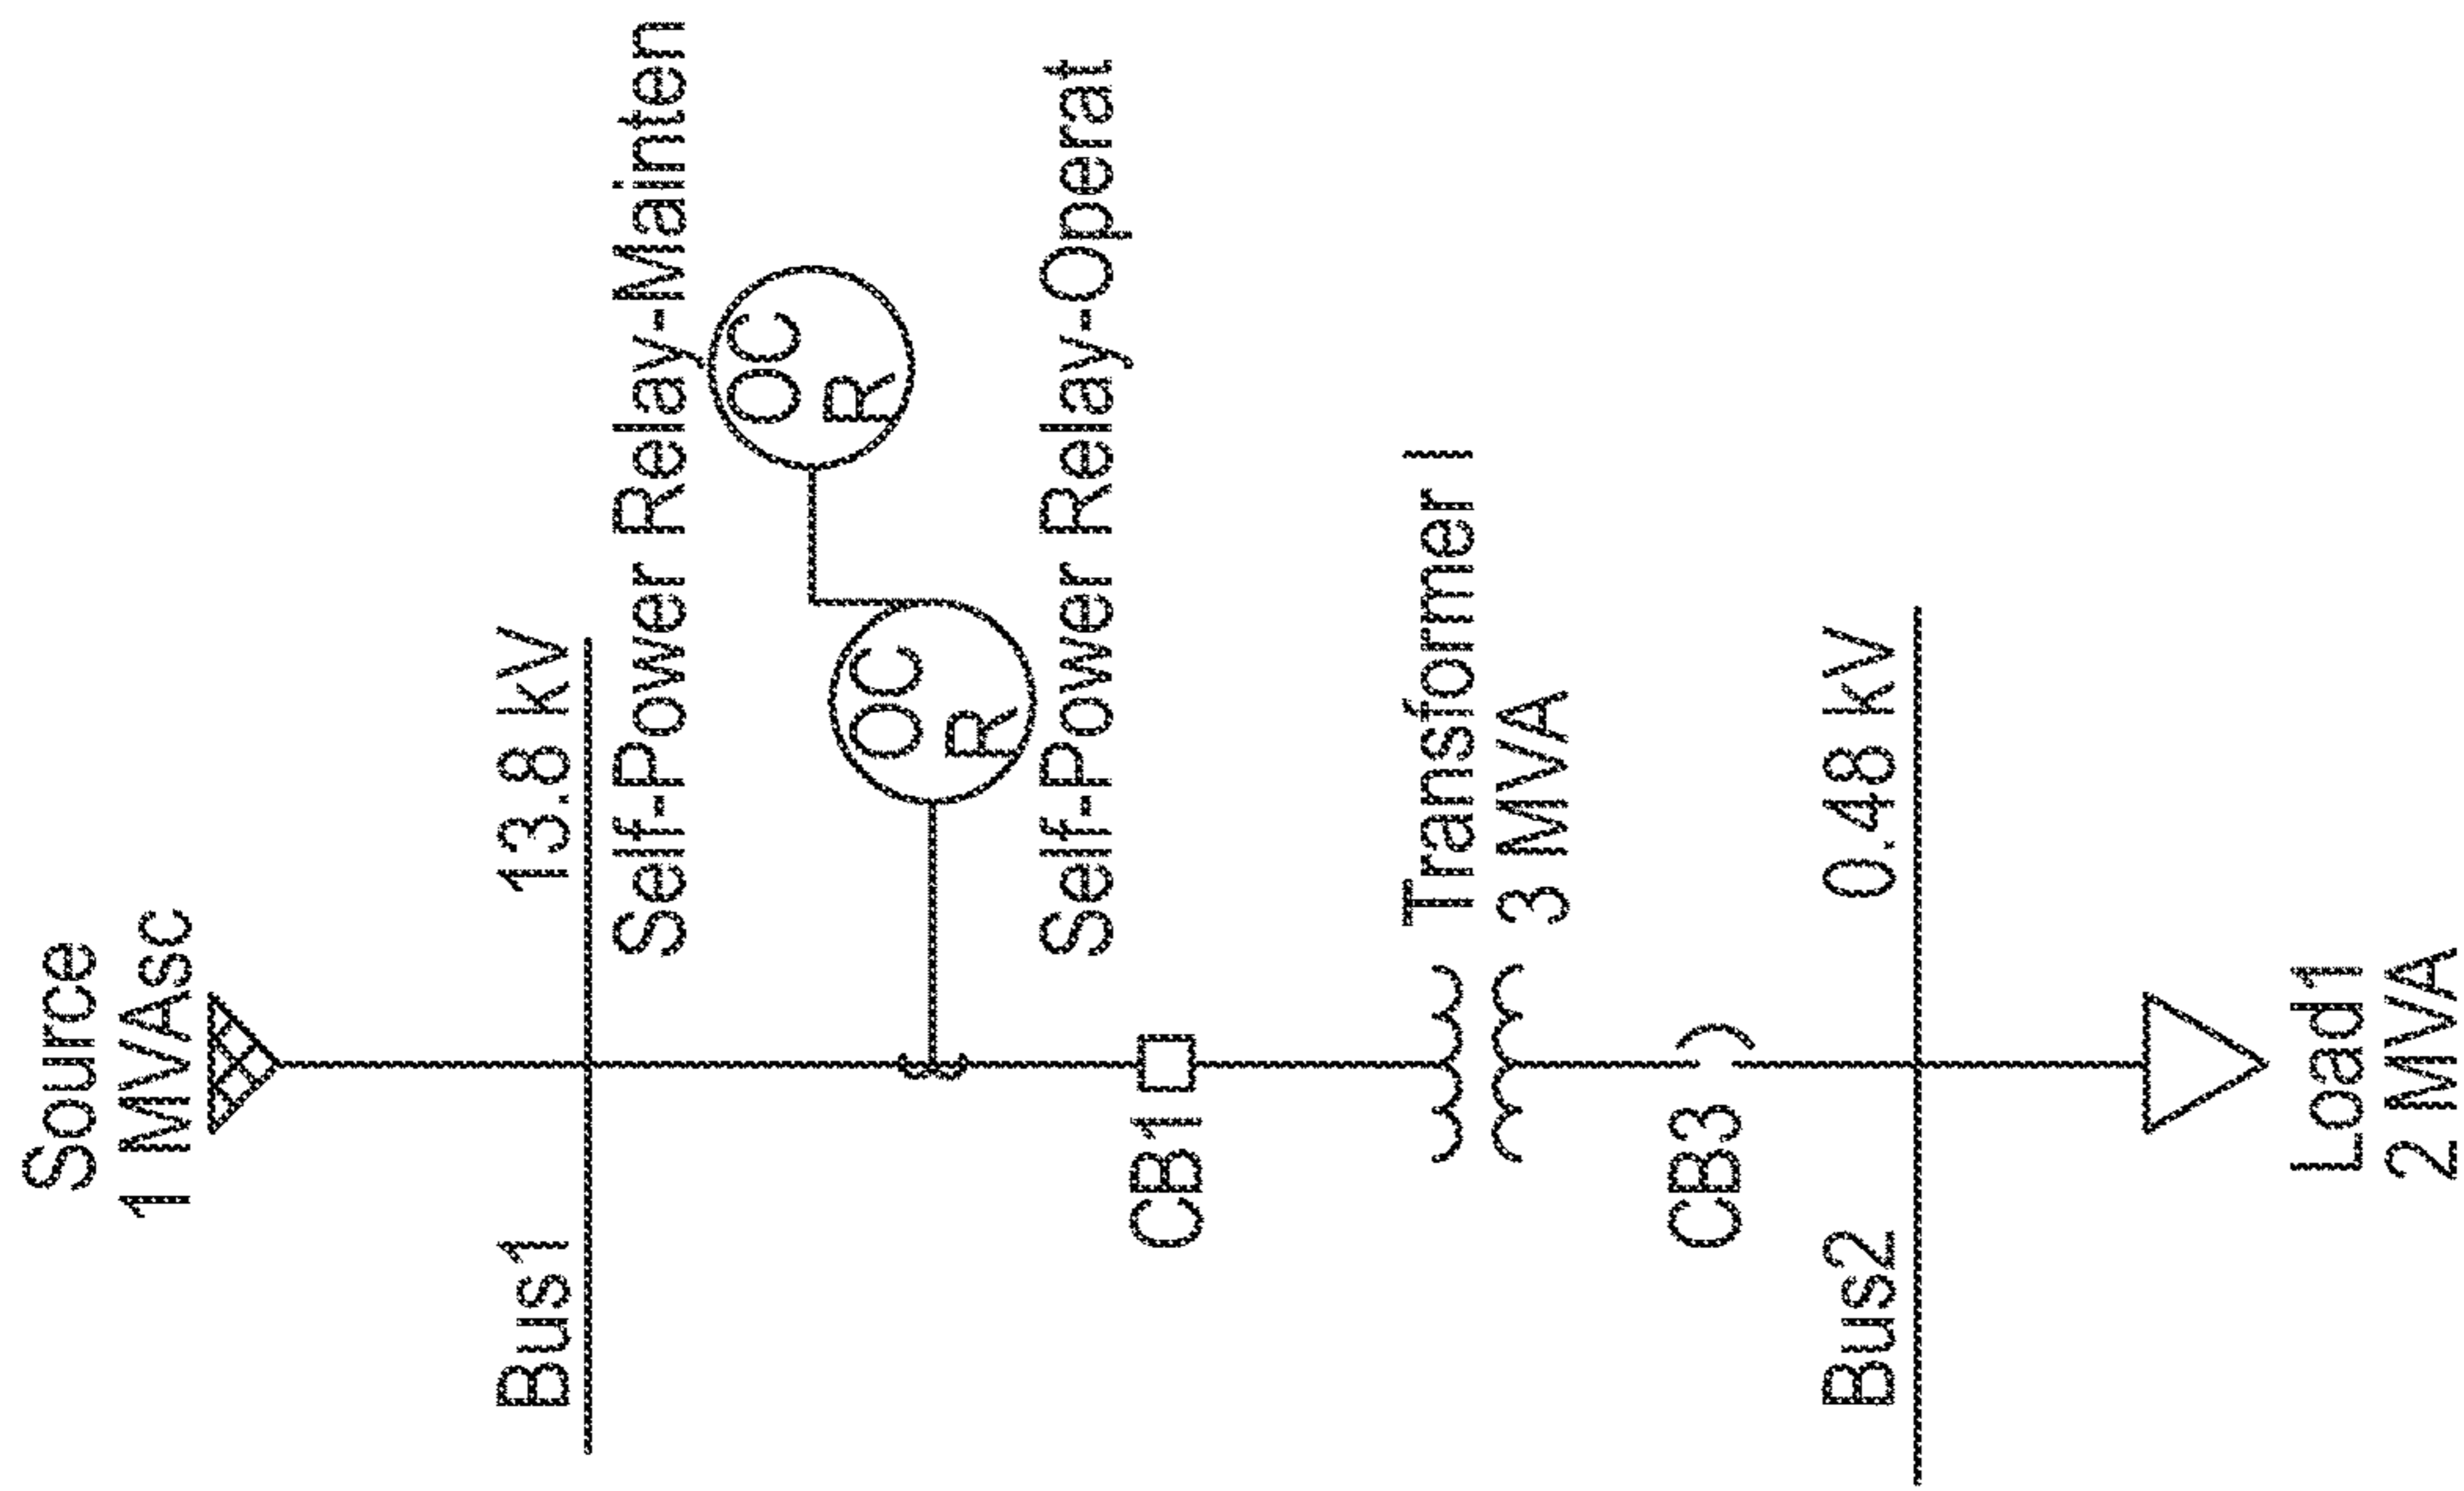 Source
1 MVAsc
Bus1
13.8 kV
Self-Power Relay-Mainten
OC
R
OC
R
Self-Power Relay-Operat
CB1
Transformer I
3 MVA
CB3
Bus2
0.48 kV
Load1
2 MVA